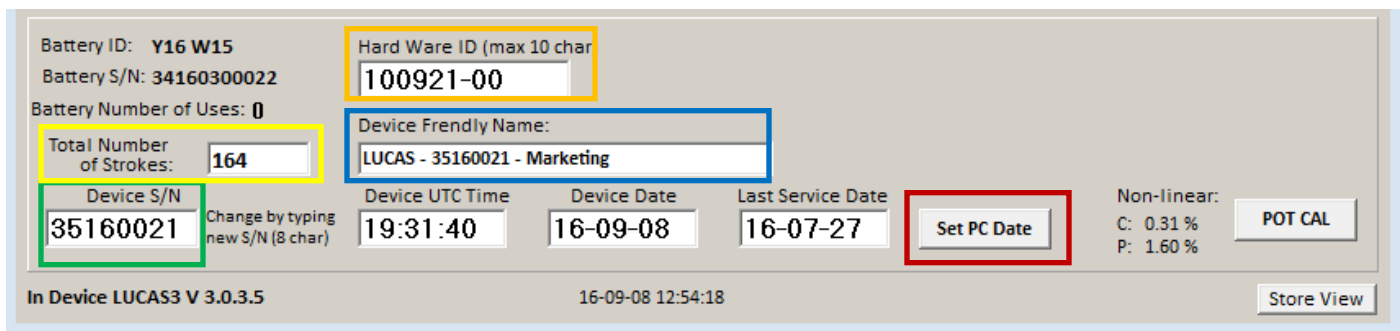 Battery ID: Y16 W15
Hard Ware ID (max 10 char
Battery S/N: 34160300022
100921-00
Battery Number of Uses: 0
Device Frendly Name:
Total Number
of Strokes: 164
LUCAS - 35160021 - Marketing
Device S/N
Device UTC Time
Device Date
Last Service Date
Non-linear:
35160021
Change by typing
new S/N (8 char)
19:31:40
16-09-08
16-07-27
Set PC Date
C: 0.31 %
P: 1.60 %
POT CAL
In Device LUCAS3 V 3.0.3.5
16-09-08 12:54:18
Store View